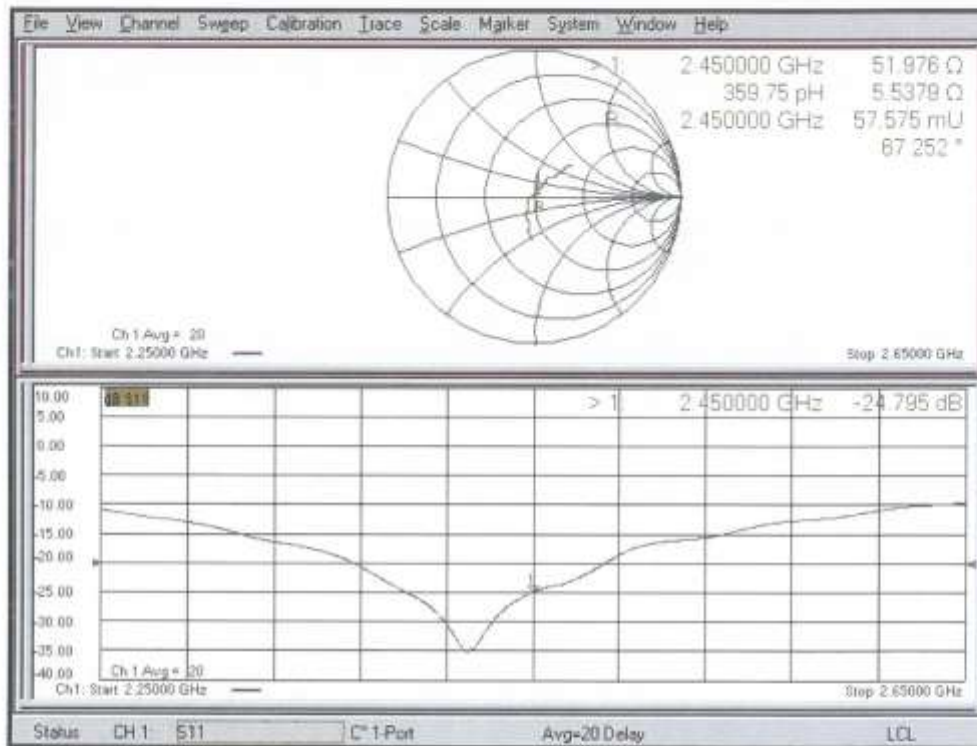 File View Channel Sweep Calibration Trace Scale Marker System Window Help
> 1 2.450000 GHz 51.976 Ω
359.75 pH 5.5379 Ω
2.450000 GHz 57.575 mU
67.252 °
Ch 1 Avg = 20
Ch1: Start 2.25000 GHz
Stop 2.65000 GHz
10.00
dB S11
> 1 2.450000 GHz -24.795 dB
5.00
0.00
-5.00
-10.00
-15.00
-20.00
-25.00
-30.00
-35.00
-40.00
Ch 1 Avg = 20
Ch1: Start 2.25000 GHz
Stop 2.65000 GHz
Status CH 1: S11 C* 1-Port Avg=20 Delay LCL